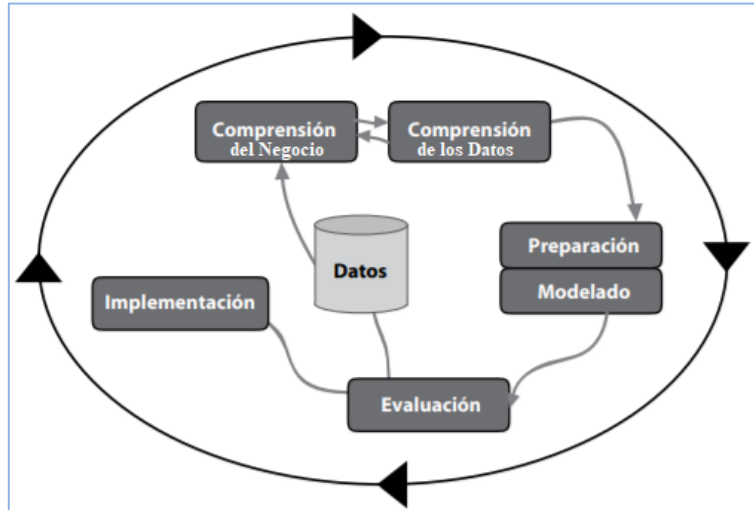 Comprensión
del Negocio
Comprensión
de los Datos
Preparación
Modelado
Datos
Implementación
Evaluación